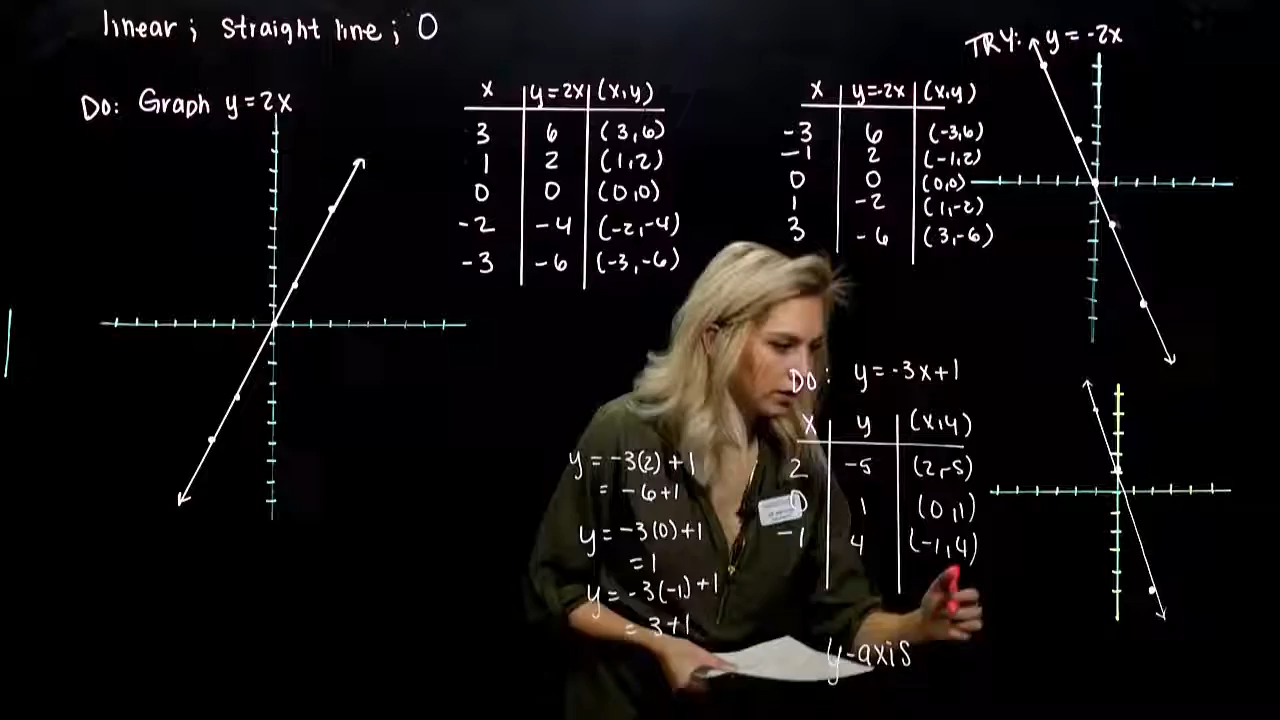 linear; straight line; 0
Do: Graph y=2x
x | y=2x | (x,y)
3 | 6 | (3,6)
1 | 2 | (1,2)
0 | 0 | (0,0)
-2 | -4 | (-2,-4)
-3 | -6 | (-3,-6)
x | y=-2x | (x,y)
-3 | 6 | (-3,6)
-1 | 2 | (-1,2)
0 | 0 | (0,0)
1 | -2 | (1,-2)
3 | -6 | (3,-6)
TRY: y=-2x
DO: y=-3x+1
x | y | (x,y)
2 | -5 | (2,-5)
0 | 1 | (0,1)
-1 | 4 | (-1,4)
y=-3(2)+1
=-6+1
y=-3(0)+1
=1
y=-3(-1)+1
=3+1
y-axis